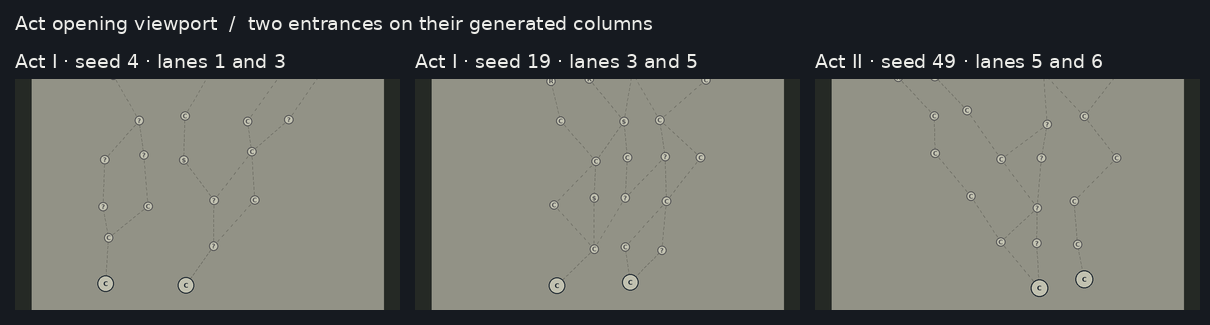 Act opening viewport  /  two entrances on their generated columns
Act I · seed 4 · lanes 1 and 3
Act I · seed 19 · lanes 3 and 5
Act II · seed 49 · lanes 5 and 6
? C C ?
? ? S C
? C ? C
C ?
C C
C S C
C C ? C
C S ? C
C C ?
C C
C C ? C
C C ? C
C ? C
C ? C
C C